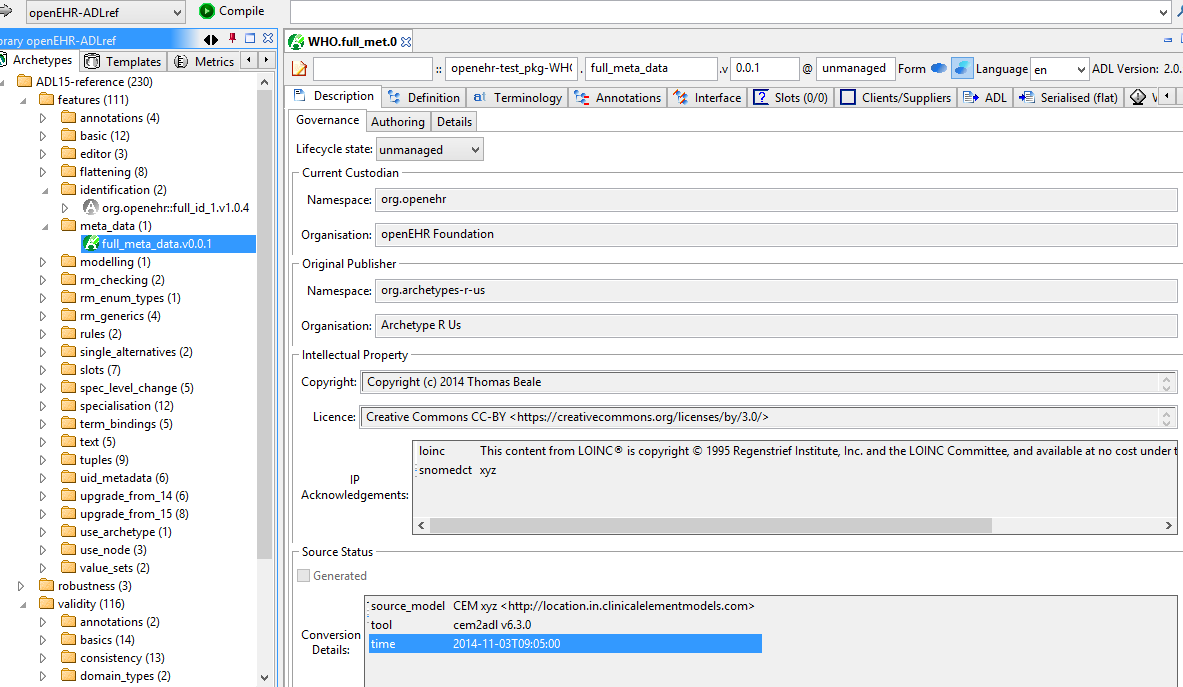 openEHR-ADLref
Compile
brary openEHR-ADLref
Archetypes
Templates
Metrics
ADL15-reference (230)
features (111)
annotations (4)
basic (12)
editor (3)
flattening (8)
identification (2)
org.openehr::full_id_1.v1.0.4
meta_data (1)
full_meta_data.v0.0.1
modelling (1)
rm_checking (2)
rm_enum_types (1)
rm_generics (4)
rules (2)
single_alternatives (2)
slots (7)
spec_level_change (5)
specialisation (12)
term_bindings (5)
text (5)
tuples (9)
uid_metadata (6)
upgrade_from_14 (6)
upgrade_from_15 (8)
use_archetype (1)
use_node (3)
value_sets (2)
robustness (3)
validity (116)
annotations (2)
basics (14)
consistency (13)
domain_types (2)
WHO.full_met.0
:: openehr-test_pkg-WHO . full_meta_data .v 0.0.1 @ unmanaged Form Language en ADL Version: 2.0.
Description Definition Terminology Annotations Interface Slots (0/0) Clients/Suppliers ADL Serialised (flat) V
Governance Authoring Details
Lifecycle state: unmanaged
Current Custodian
Namespace: org.openehr
Organisation: openEHR Foundation
Original Publisher
Namespace: org.archetypes-r-us
Organisation: Archetype R Us
Intellectual Property
Copyright: Copyright (c) 2014 Thomas Beale
Licence: Creative Commons CC-BY <https://creativecommons.org/licenses/by/3.0/>
IP
Acknowledgements:
loinc This content from LOINC® is copyright © 1995 Regenstrief Institute, Inc. and the LOINC Committee, and available at no cost under t
snomedct xyz
Source Status
Generated
Conversion
Details:
source_model CEM xyz <http://location.in.clinicalelementmodels.com>
tool cem2adl v6.3.0
time 2014-11-03T09:05:00